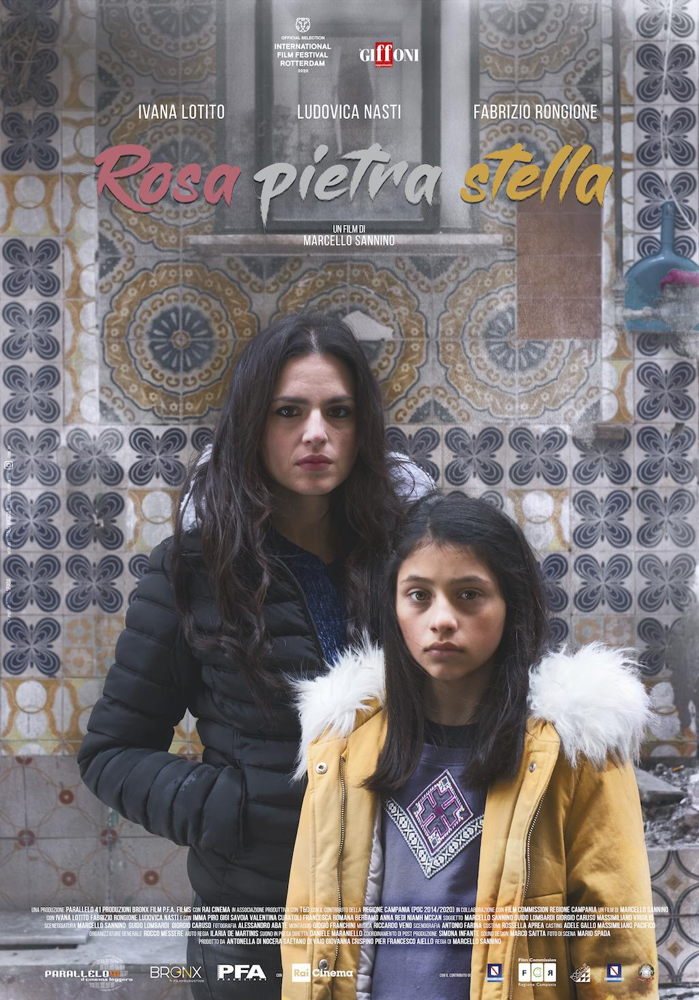 OFFICIAL SELECTION
INTERNATIONAL
FILM FESTIVAL
ROTTERDAM
2020
GIffONI
opportunity
IVANA LOTITO LUDOVICA NASTI FABRIZIO RONGIONE
Rosa pietra stella
UN FILM DI
MARCELLO SANNINO
UNA PRODUZIONE PARALLELO 41 PRODUZIONI BRONX FILM P.F.A. FILMS CON RAI CINEMA IN ASSOCIAZIONE PRODUTTIVA CON T&D CON IL CONTRIBUTO DELLA REGIONE CAMPANIA (POC 2014/2020) IN COLLABORAZIONE CON FILM COMMISSION REGIONE CAMPANIA UN FILM DI MARCELLO SANNINO
CON IVANA LOTITO FABRIZIO RONGIONE LUDOVICA NASTI E CON IMMA PIRO GIGI SAVOIA VALENTINA CURATOLI FRANCESCA ROMANA BERGAMO ANNA REDI NIAMH MCCAN SOGGETTO MARCELLO SANNINO GUIDO LOMBARDI GIORGIO CARUSO MASSIMILIANO VIRGILIO
SCENEGGIATURA MARCELLO SANNINO GUIDO LOMBARDI GIORGIO CARUSO FOTOGRAFIA ALESSANDRO ABATE MONTAGGIO GIOGIÒ FRANCHINI MUSICA RICCARDO VENO SCENOGRAFIA ANTONIO FARINA COSTUMI ROSSELLA APREA CASTING ADELE GALLO MASSIMILIANO PACIFICO
ORGANIZZATORE GENERALE ROCCO MESSERE AIUTO REGIA ILARIA DE MARTINIS SUONO IN PRESA DIRETTA DANIELE MARANIELLO COORDINAMENTO DI POST PRODUZIONE SIMONA INFANTE SOUND DESIGN MARCO SAITTA FOTO DI SCENA MARIO SPADA
PRODOTTO DA ANTONELLA DI NOCERA GAETANO DI VAIO GIOVANNA CRISPINO PIER FRANCESCO AIELLO REGIA DI MARCELLO SANNINO
PARALLELO 41
il cinema leggero
BRONX
FILMPRODUCTION
PFA
CON
Rai Cinema
CON IL CONTRIBUTO DI
Film Commission
FCR
Regione Campania